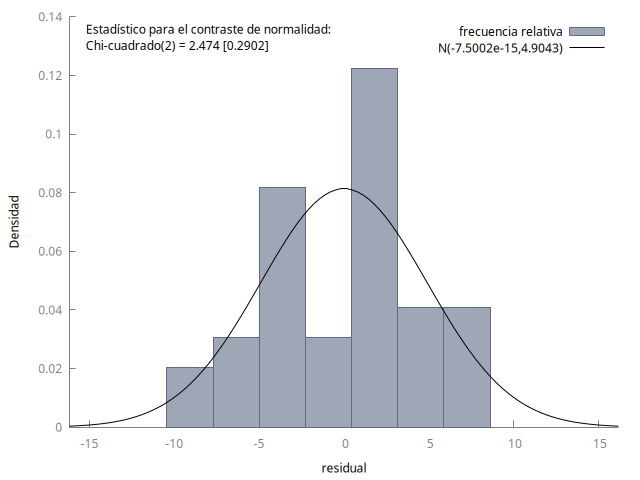 Estadístico para el contraste de normalidad:
Chi-cuadrado(2) = 2.474 [0.2902]
frecuencia relativa
N(-7.5002e-15,4.9043)
0.14
0.12
0.1
0.08
0.06
0.04
0.02
0
Densidad
-15
-10
-5
0
5
10
15
residual